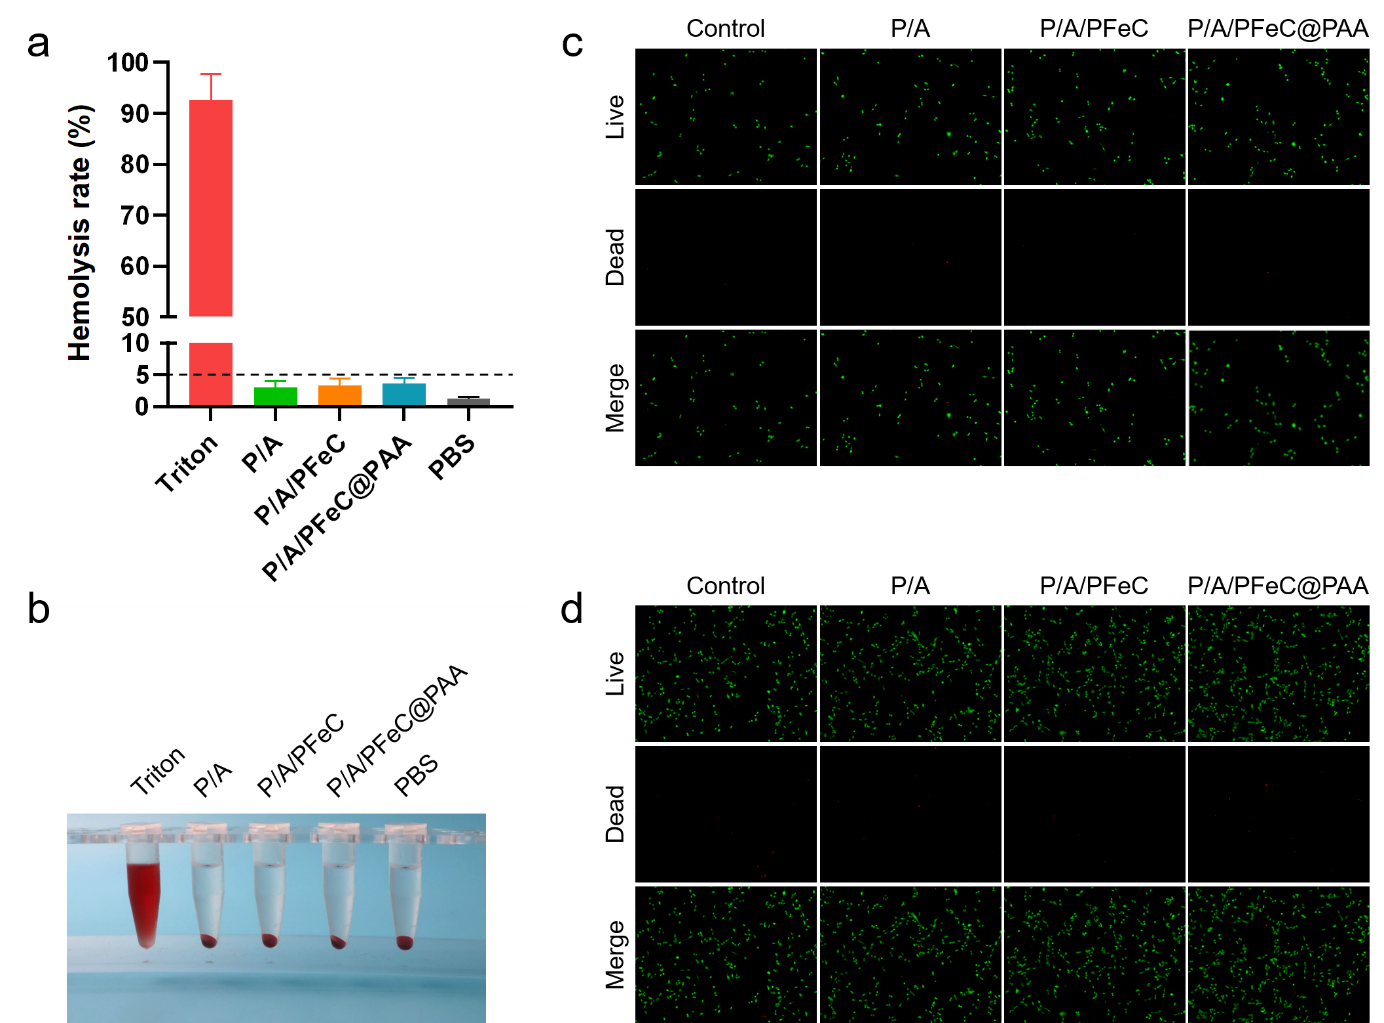 a
Hemolysis rate (%)
100
90
80
70
60
50
10
5
0
Triton
P/A
P/A/PFeC
P/A/PFeC@PAA
PBS
b
Triton
P/A
P/A/PFeC
P/A/PFeC@PAA
PBS
c
Control
P/A
P/A/PFeC
P/A/PFeC@PAA
Live
Dead
Merge
d
Control
P/A
P/A/PFeC
P/A/PFeC@PAA
Live
Dead
Merge